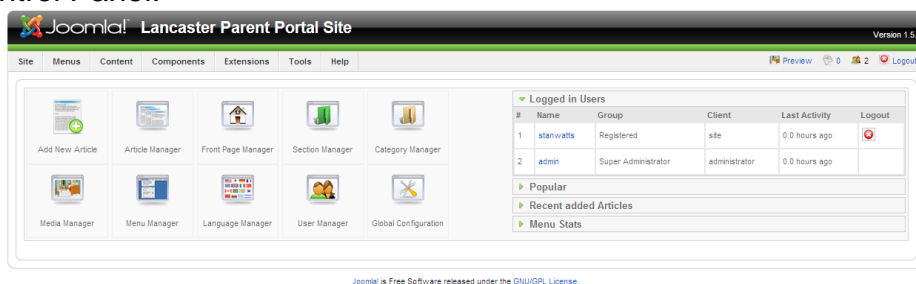 Joomla! Lancaster Parent Portal Site
Version 1.5.
Site Menus Content Components Extensions Tools Help
Preview 0 2 Logout
Add New Article Article Manager Front Page Manager Section Manager Category Manager
Media Manager Menu Manager Language Manager User Manager Global Configuration
Logged in Users
# Name Group Client Last Activity Logout
1 stanwatts Registered site 0.0 hours ago
2 admin Super Administrator administrator 0.0 hours ago
Popular
Recent added Articles
Menu Stats
Joomla! is Free Software released under the GNU/GPL License.